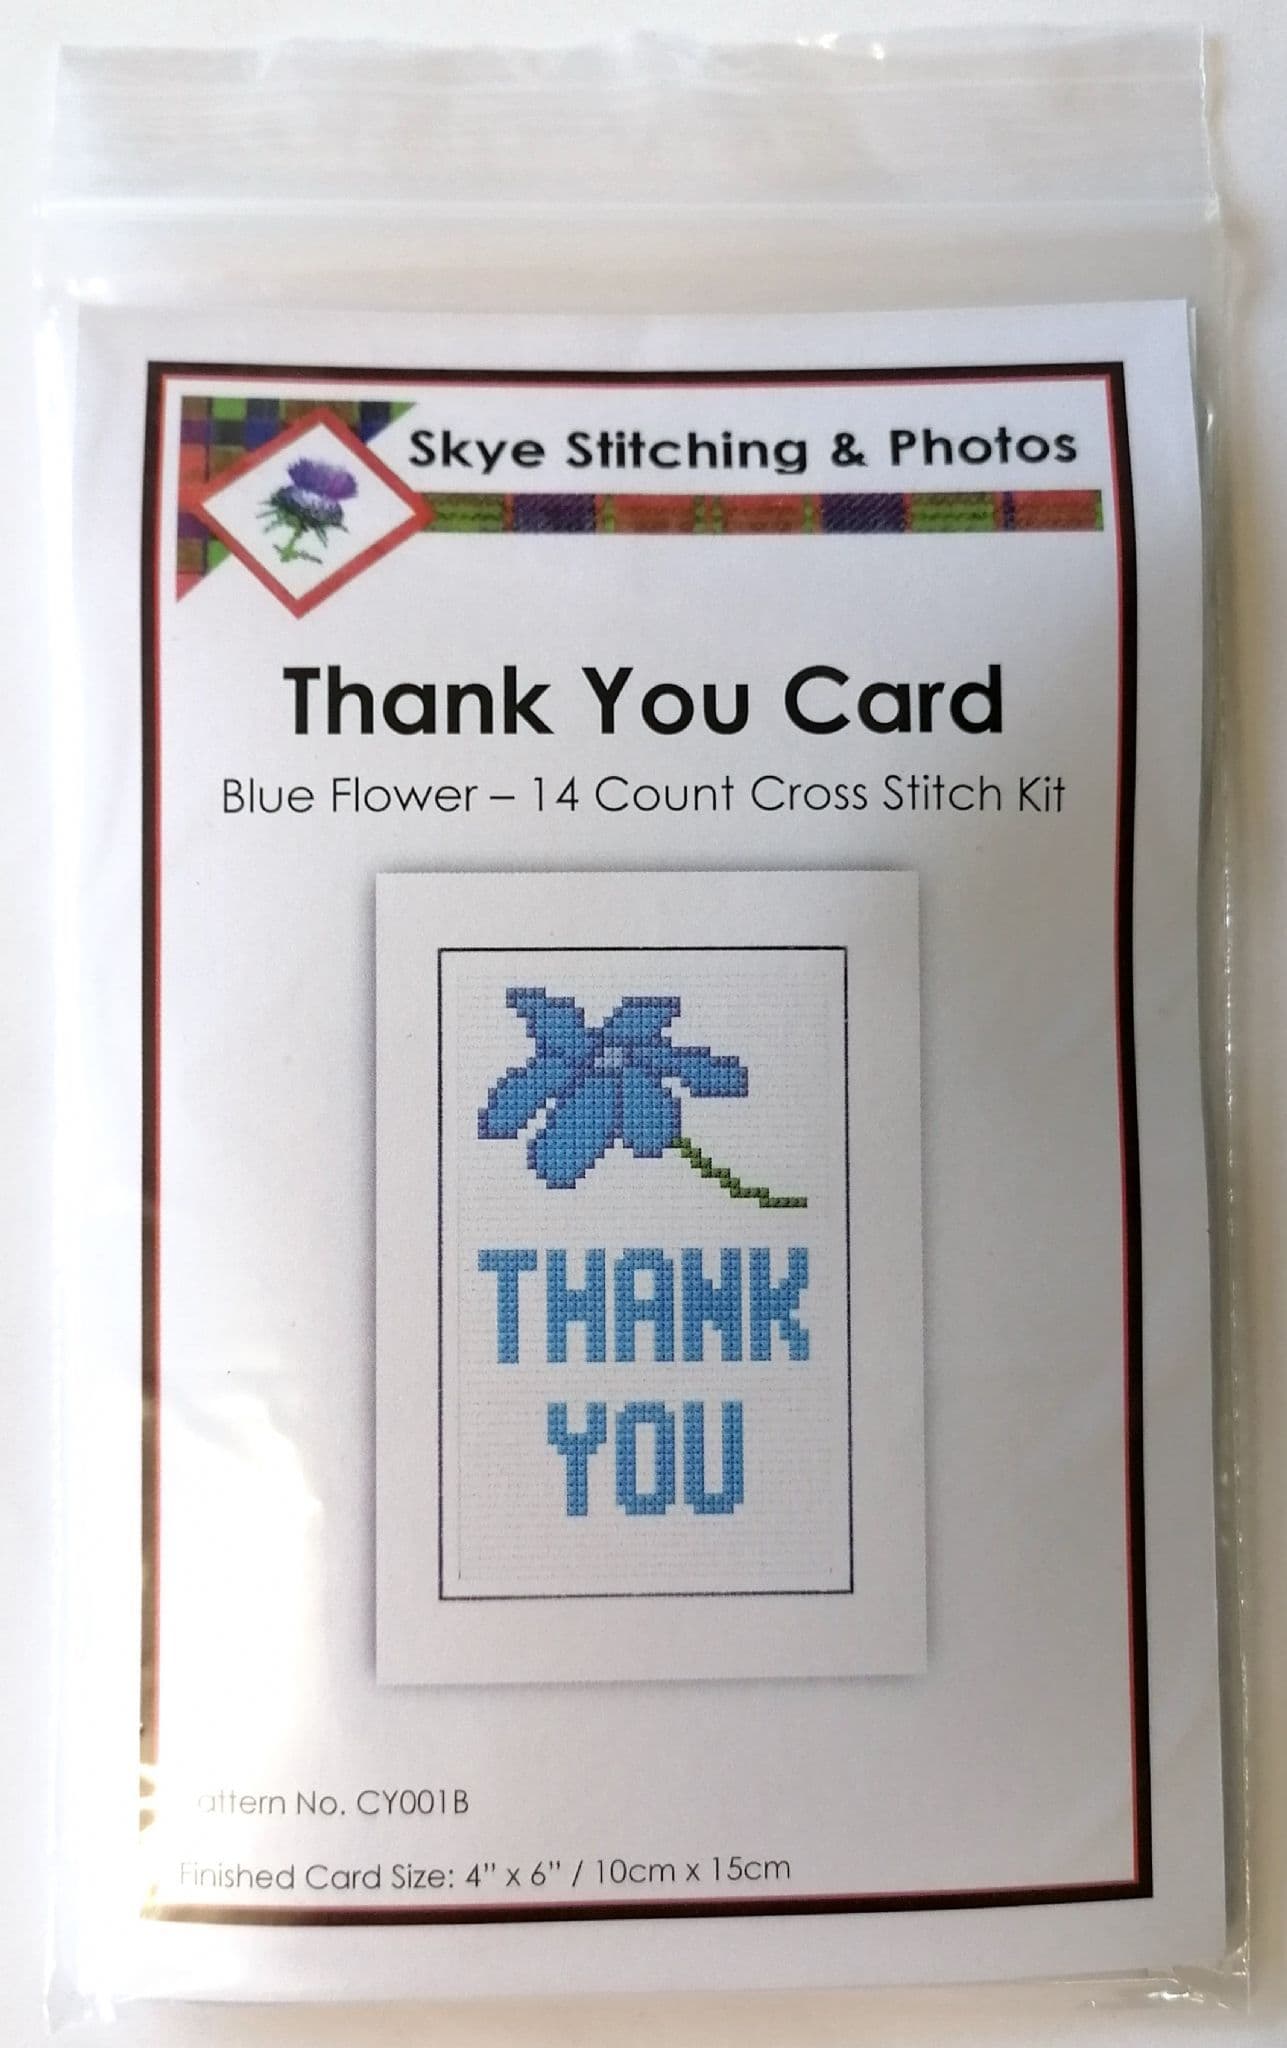 Skye Stitching & Photos
Thank You Card
Blue Flower – 14 Count Cross Stitch Kit
THANK
YOU
attern No. CY001B
Finished Card Size: 4" x 6" / 10cm x 15cm